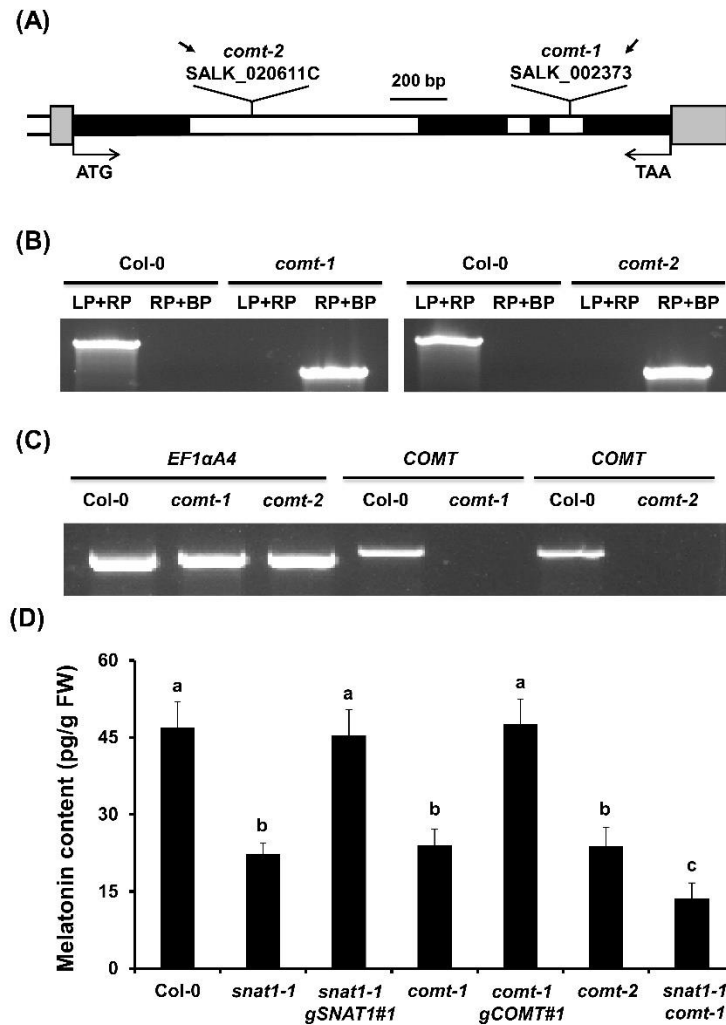 (A)
comt-2
SALK_020611C
200 bp
comt-1
SALK_002373
ATG
TAA
(B)
Col-0
comt-1
Col-0
comt-2
LP+RP RP+BP LP+RP RP+BP LP+RP RP+BP LP+RP RP+BP
(C)
EF1αA4
COMT
COMT
Col-0 comt-1 comt-2 Col-0 comt-1 Col-0 comt-2
(D)
Melatonin content (pg/g FW)
60
45
30
15
0
a
b
a
b
a
b
c
Col-0
snat1-1
snat1-1
gSNAT1#1
comt-1
comt-1
gCOMT#1
comt-2
snat1-1
comt-1